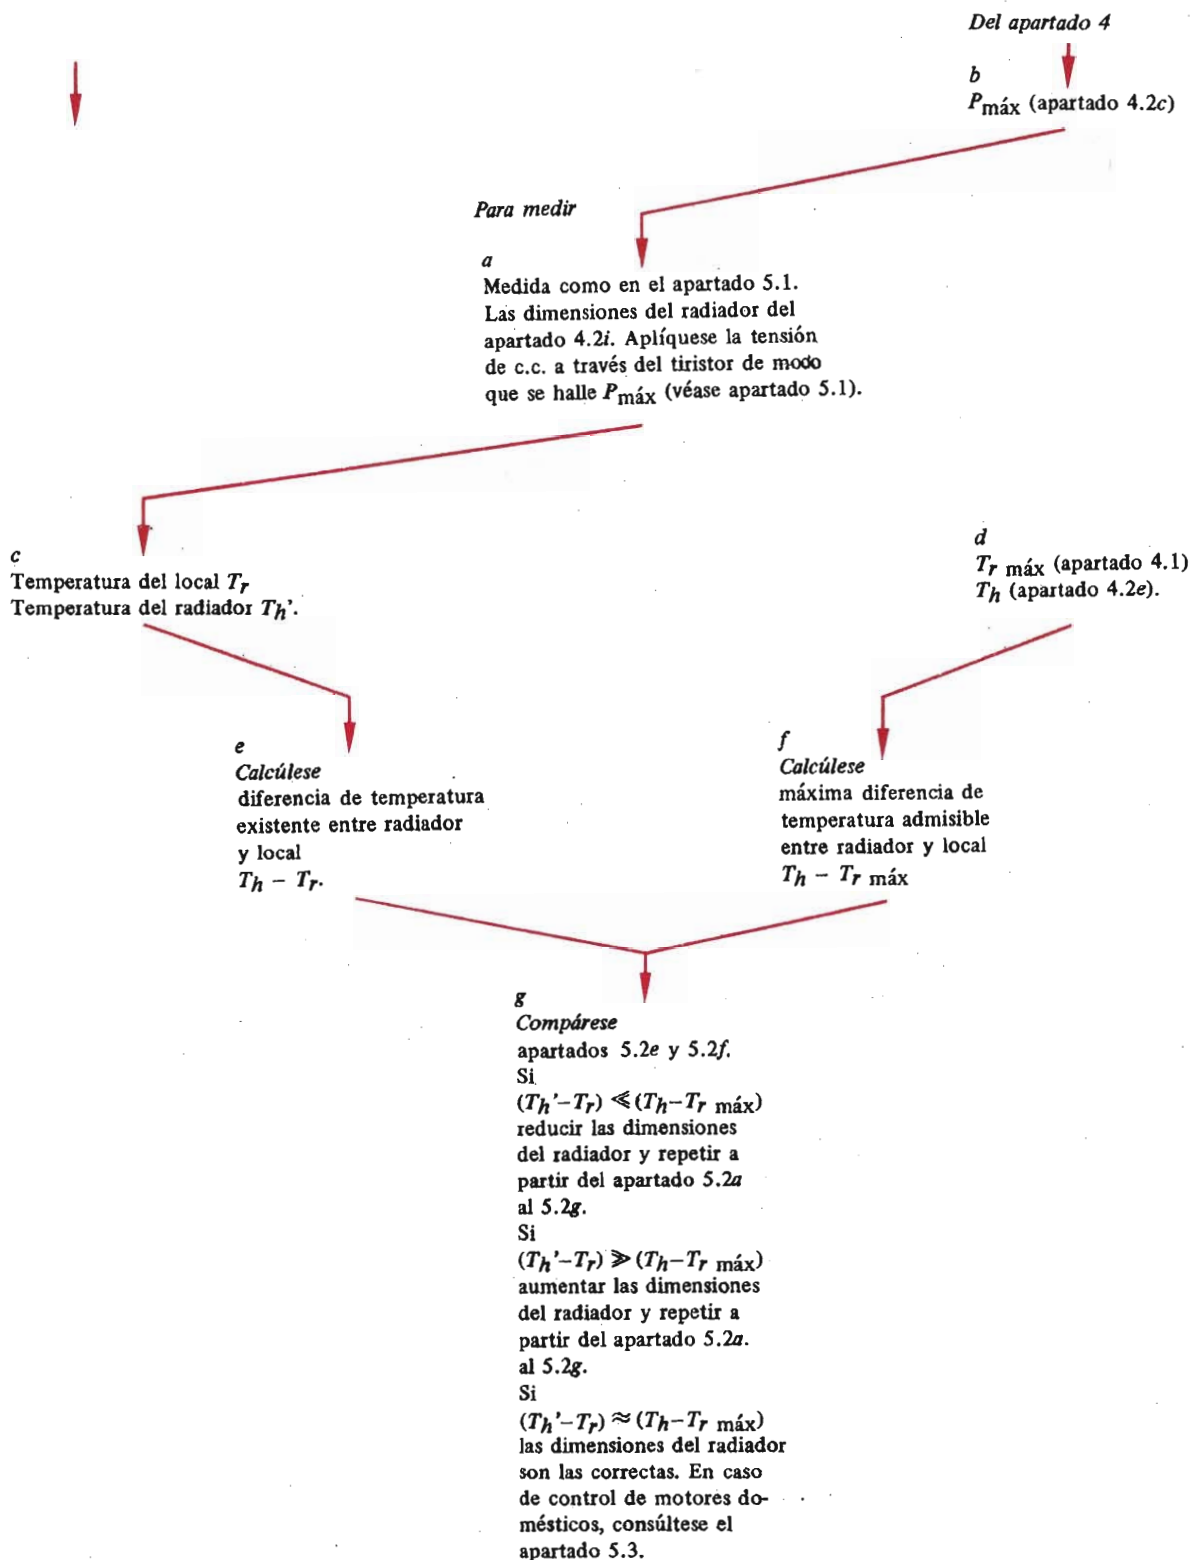 Del apartado 4
b
Pmáx (apartado 4.2c)
Para medir
a
Medida como en el apartado 5.1.
Las dimensiones del radiador del
apartado 4.2i. Aplíquese la tensión
de c.c. a través del tiristor de modo
que se halle Pmáx (véase apartado 5.1).
c
Temperatura del local Tr
Temperatura del radiador Th'.
d
Tr máx (apartado 4.1)
Th (apartado 4.2e).
e
Calcúlese
diferencia de temperatura
existente entre radiador
y local
Th – Tr.
f
Calcúlese
máxima diferencia de
temperatura admisible
entre radiador y local
Th – Tr máx
g
Compárese
apartados 5.2e y 5.2f.
Si
(Th'–Tr) ≪ (Th–Tr máx)
reducir las dimensiones
del radiador y repetir a
partir del apartado 5.2a
al 5.2g.
Si
(Th'–Tr) ≫ (Th–Tr máx)
aumentar las dimensiones
del radiador y repetir a
partir del apartado 5.2a.
al 5.2g.
Si
(Th'–Tr) ≈ (Th–Tr máx)
las dimensiones del radiador
son las correctas. En caso
de control de motores do-
mésticos, consúltese el
apartado 5.3.